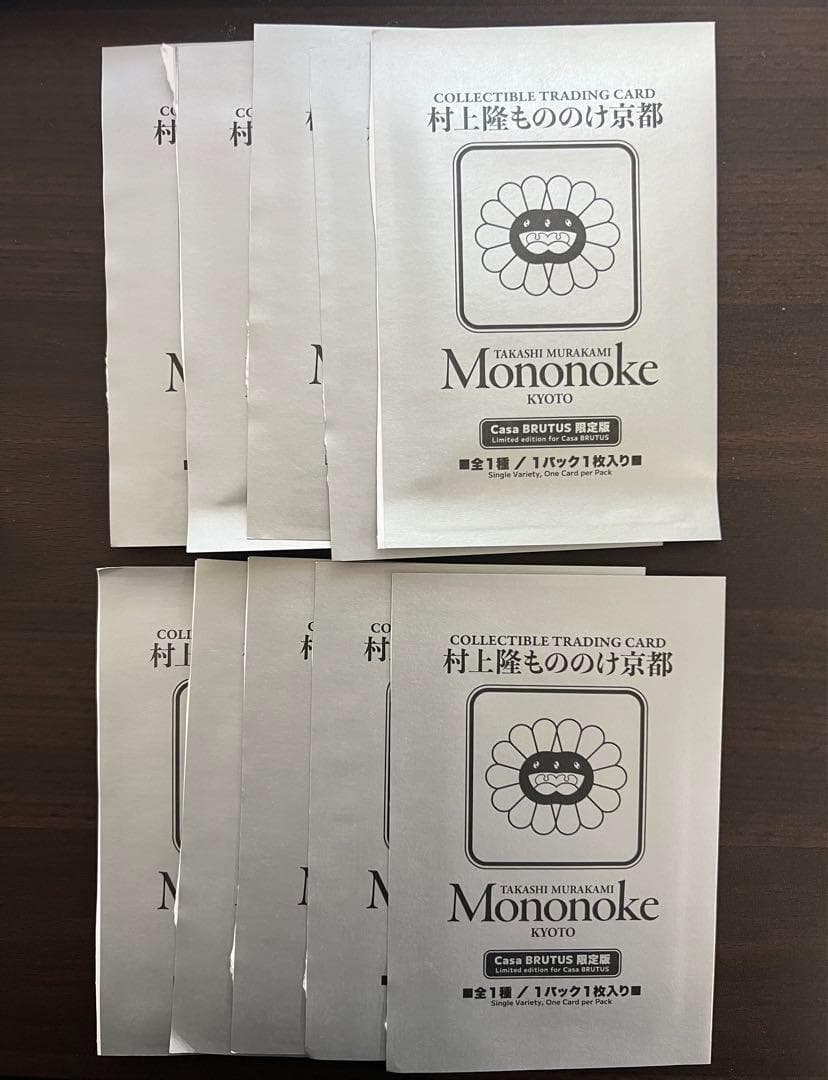 COLLECTIBLE TRADING CARD
村上隆もののけ京都
TAKASHI MURAKAMI
Mononoke
KYOTO
Casa BRUTUS 限定版
Limited edition for Casa BRUTUS
■全1種 / 1パック1枚入り■
Single Variety, One Card per Pack
COLLECTIBLE TRADING CARD
村上隆もののけ京都
TAKASHI MURAKAMI
Mononoke
KYOTO
Casa BRUTUS 限定版
Limited edition for Casa BRUTUS
■全1種 / 1パック1枚入り■
Single Variety, One Card per Pack